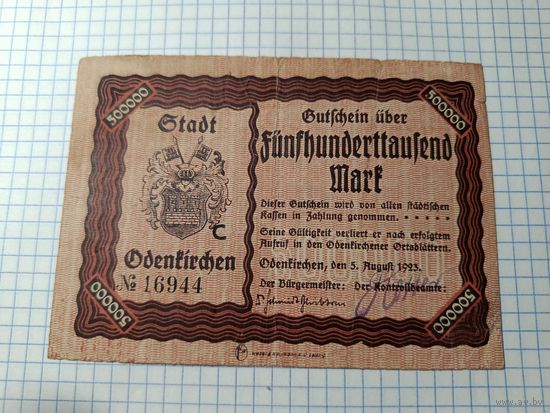 500000
500000
Stadt
C
Odenkirchen
№ 16944
Gutschein über
Fünfhunderttausend
Mark
Dieser Gutschein wird von allen städtischen
Kassen in Zahlung genommen. . . . . .
Seine Gültigkeit verliert er nach erfolgtem
Aufruf in den Odenkirchener Ortsblättern.
Odenkirchen, den 5. August 1923.
Der Bürgermeister: Der Kontrollbeamte:
500000
500000
ay.by